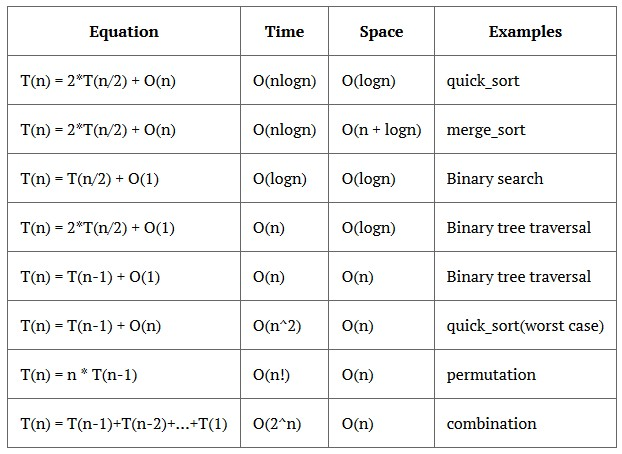 Equation Time Space Examples
T(n) = 2*T(n/2) + O(n) O(nlogn) O(logn) quick_sort
T(n) = 2*T(n/2) + O(n) O(nlogn) O(n + logn) merge_sort
T(n) = T(n/2) + O(1) O(logn) O(logn) Binary search
T(n) = 2*T(n/2) + O(1) O(n) O(logn) Binary tree traversal
T(n) = T(n-1) + O(1) O(n) O(n) Binary tree traversal
T(n) = T(n-1) + O(n) O(n^2) O(n) quick_sort(worst case)
T(n) = n * T(n-1) O(n!) O(n) permutation
T(n) = T(n-1)+T(n-2)+...+T(1) O(2^n) O(n) combination